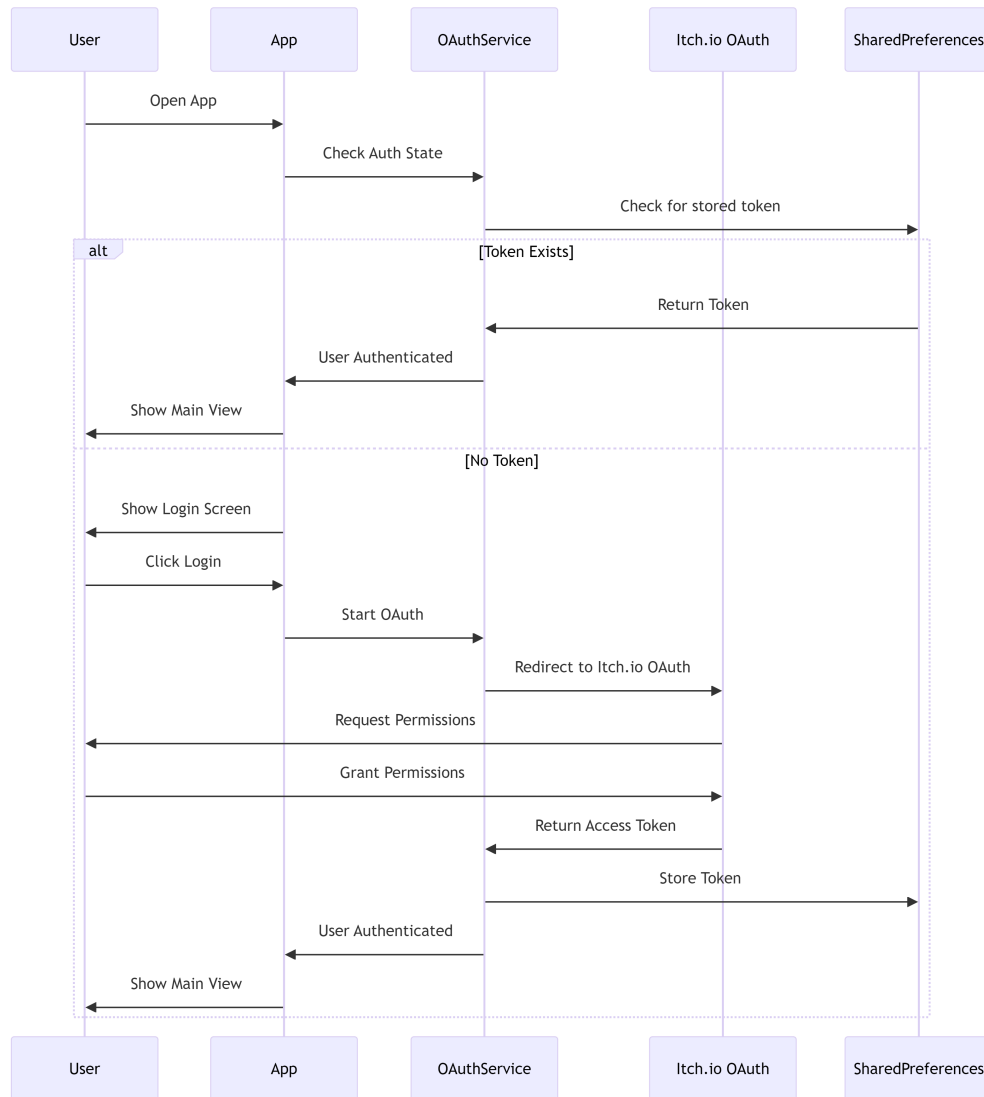 User
App
OAuthService
Itch.io OAuth
SharedPreferences
Open App
Check Auth State
Check for stored token
alt
[Token Exists]
Return Token
User Authenticated
Show Main View
[No Token]
Show Login Screen
Click Login
Start OAuth
Redirect to Itch.io OAuth
Request Permissions
Grant Permissions
Return Access Token
Store Token
User Authenticated
Show Main View
User
App
OAuthService
Itch.io OAuth
SharedPreferences